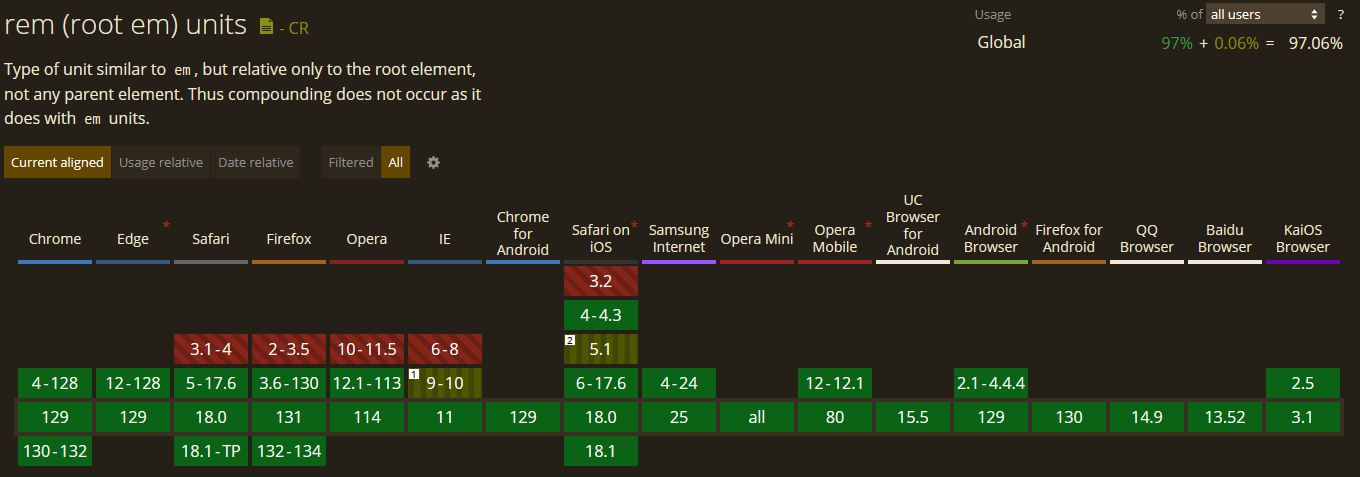 rem (root em) units - CR
Usage % of all users ?
Global 97% + 0.06% = 97.06%
Type of unit similar to em, but relative only to the root element,
not any parent element. Thus compounding does not occur as it
does with em units.
Current aligned Usage relative Date relative Filtered All
Chrome
Edge *
Safari
Firefox
Opera
IE
Chrome
for
Android
Safari on *
iOS
Samsung
Internet
Opera Mini *
Opera *
Mobile
UC
Browser
for
Android
Android *
Browser
Firefox for
Android
QQ
Browser
Baidu
Browser
KaiOS
Browser
3.2
4-4.3
3.1-4 2-3.5 10-11.5 6-8 2 5.1
4-128 12-128 5-17.6 3.6-130 12.1-113 1 9-10 6-17.6 4-24 12-12.1 2.1-4.4.4 2.5
129 129 18.0 131 114 11 129 18.0 25 all 80 15.5 129 130 14.9 13.52 3.1
130-132 18.1-TP 132-134 18.1